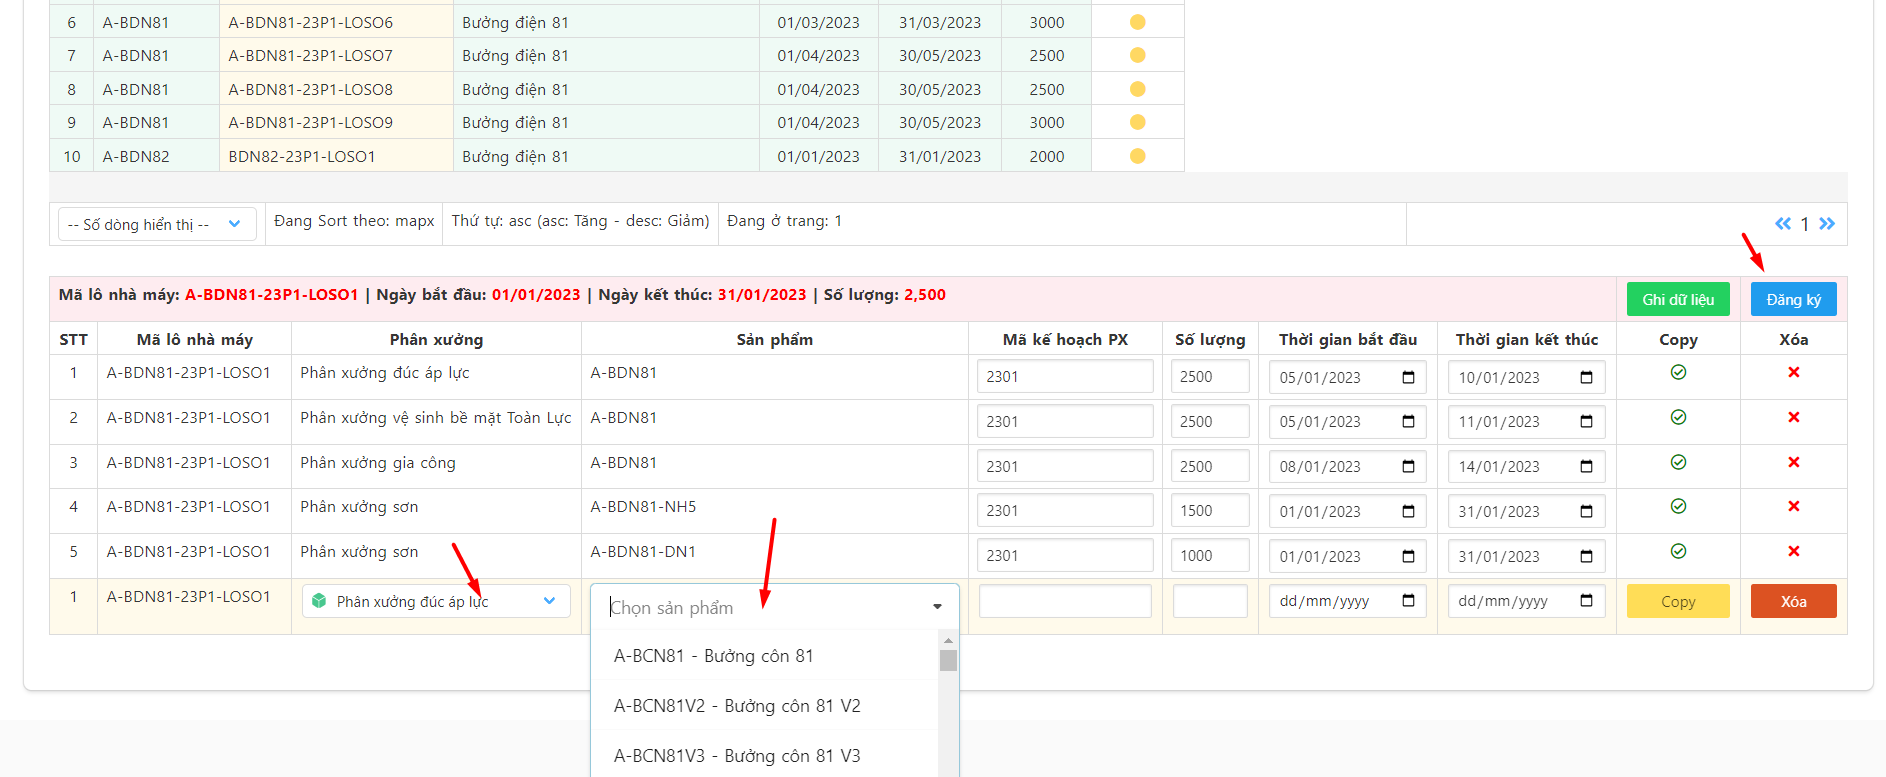 6 A-BDN81 A-BDN81-23P1-LOSO6 Bưởng điện 81 01/03/2023 31/03/2023 3000
7 A-BDN81 A-BDN81-23P1-LOSO7 Bưởng điện 81 01/04/2023 30/05/2023 2500
8 A-BDN81 A-BDN81-23P1-LOSO8 Bưởng điện 81 01/04/2023 30/05/2023 2500
9 A-BDN81 A-BDN81-23P1-LOSO9 Bưởng điện 81 01/04/2023 30/05/2023 3000
10 A-BDN82 BDN82-23P1-LOSO1 Bưởng điện 81 01/01/2023 31/01/2023 2000
-- Số dòng hiển thị -- Đang Sort theo: mapx Thứ tự: asc (asc: Tăng - desc: Giảm) Đang ở trang: 1 « 1 »
Mã lô nhà máy: A-BDN81-23P1-LOSO1 | Ngày bắt đầu: 01/01/2023 | Ngày kết thúc: 31/01/2023 | Số lượng: 2,500 Ghi dữ liệu Đăng ký
STT Mã lô nhà máy Phân xưởng Sản phẩm Mã kế hoạch PX Số lượng Thời gian bắt đầu Thời gian kết thúc Copy Xóa
1 A-BDN81-23P1-LOSO1 Phân xưởng đúc áp lực A-BDN81 2301 2500 05/01/2023 10/01/2023
2 A-BDN81-23P1-LOSO1 Phân xưởng vệ sinh bề mặt Toàn Lực A-BDN81 2301 2500 05/01/2023 11/01/2023
3 A-BDN81-23P1-LOSO1 Phân xưởng gia công A-BDN81 2301 2500 08/01/2023 14/01/2023
4 A-BDN81-23P1-LOSO1 Phân xưởng sơn A-BDN81-NH5 2301 1500 01/01/2023 31/01/2023
5 A-BDN81-23P1-LOSO1 Phân xưởng sơn A-BDN81-DN1 2301 1000 01/01/2023 31/01/2023
1 A-BDN81-23P1-LOSO1 Phân xưởng đúc áp lực Chọn sản phẩm dd/mm/yyyy dd/mm/yyyy Copy Xóa
A-BCN81 - Bưởng côn 81
A-BCN81V2 - Bưởng côn 81 V2
A-BCN81V3 - Bưởng côn 81 V3